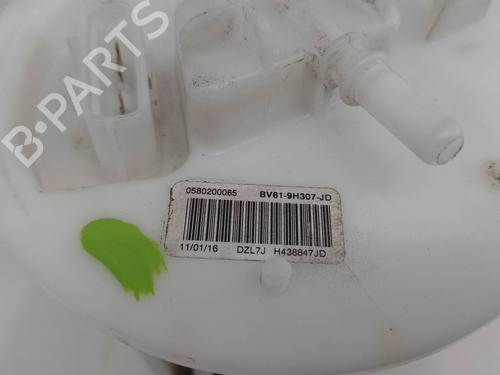 B-PARTS
0580200065 BV61-9H307-JD
11/01/16 DZL7J H438847JD